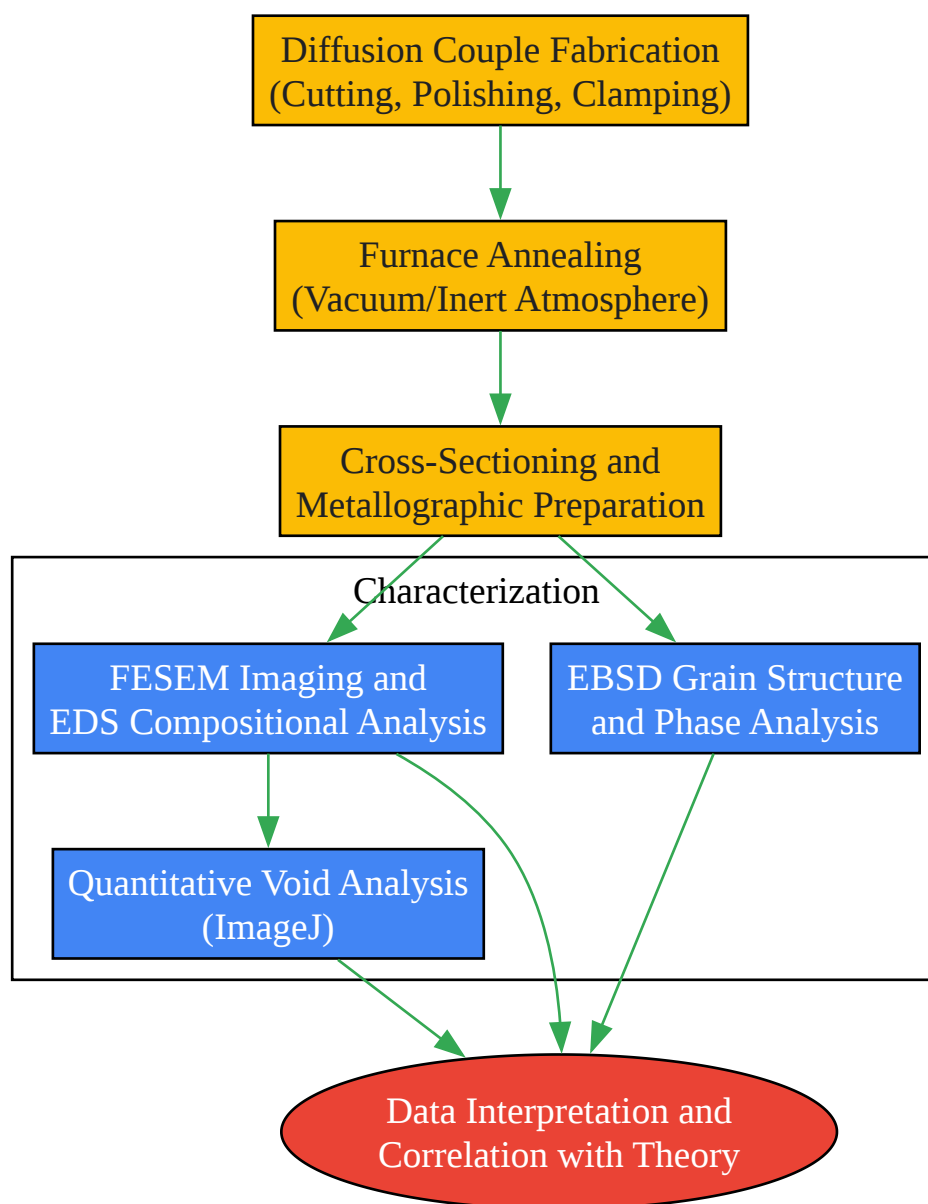 Diffusion Couple Fabrication
(Cutting, Polishing, Clamping)
Furnace Annealing
(Vacuum/Inert Atmosphere)
Cross-Sectioning and
Metallographic Preparation
Characterization
FESEM Imaging and
EDS Compositional Analysis
EBSD Grain Structure
and Phase Analysis
Quantitative Void Analysis
(ImageJ)
Data Interpretation and
Correlation with Theory